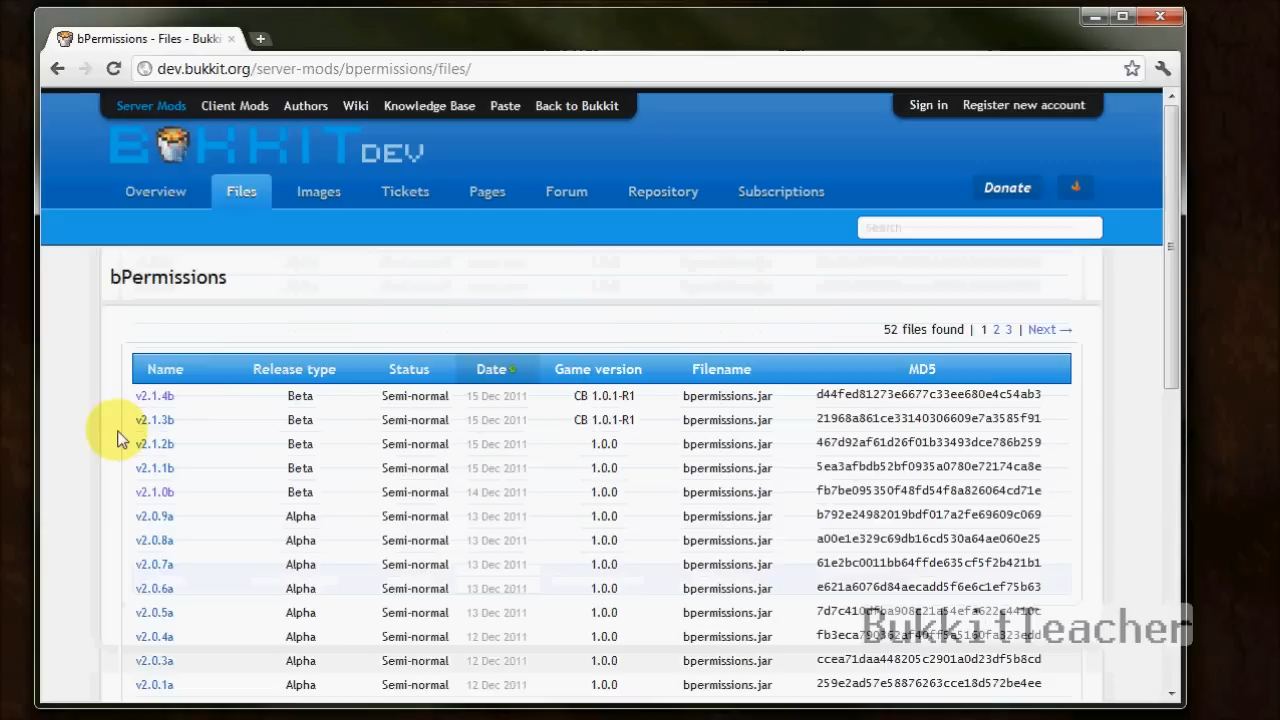 bPermissions - Files - Bukki
dev.bukkit.org/server-mods/bpermissions/files/
Server Mods Client Mods Authors Wiki Knowledge Base Paste Back to Bukkit Sign in Register new account
BUKKIT DEV
Overview Files Images Tickets Pages Forum Repository Subscriptions Donate
Search
bPermissions
52 files found | 1 2 3 | Next →
Name Release type Status Date Game version Filename MD5
v2.1.4b Beta Semi-normal 15 Dec 2011 CB 1.0.1-R1 bpermissions.jar d44fed81273e6677c33ee680e4c54ab3
v2.1.3b Beta Semi-normal 15 Dec 2011 CB 1.0.1-R1 bpermissions.jar 21968a861ce33140306609e7a3585f91
v2.1.2b Beta Semi-normal 15 Dec 2011 1.0.0 bpermissions.jar 467d92af61d26f01b33493dce786b259
v2.1.1b Beta Semi-normal 15 Dec 2011 1.0.0 bpermissions.jar 5ea3afbdb52bf0935a0780e72174ca8e
v2.1.0b Beta Semi-normal 14 Dec 2011 1.0.0 bpermissions.jar fb7be095350f48fd54f8a826064cd71e
v2.0.9a Alpha Semi-normal 13 Dec 2011 1.0.0 bpermissions.jar b792e24982019bdf017a2fe69609c069
v2.0.8a Alpha Semi-normal 13 Dec 2011 1.0.0 bpermissions.jar a00e1e329c69db16cd530a64ae060e25
v2.0.7a Alpha Semi-normal 13 Dec 2011 1.0.0 bpermissions.jar 61e2bc0011bb64ffde635cf5f2b421b1
v2.0.6a Alpha Semi-normal 13 Dec 2011 1.0.0 bpermissions.jar e621a6076d84aecadd5f6e6c1ef75b63
v2.0.5a Alpha Semi-normal 13 Dec 2011 1.0.0 bpermissions.jar
v2.0.4a Alpha Semi-normal 12 Dec 2011 1.0.0 bpermissions.jar
BukkitTeacher
v2.0.3a Alpha Semi-normal 12 Dec 2011 1.0.0 bpermissions.jar ccea71daa448205c2901a0d23df5b8cd
v2.0.1a Alpha Semi-normal 12 Dec 2011 1.0.0 bpermissions.jar 259e2ad57e58876263cce18d572be4ee